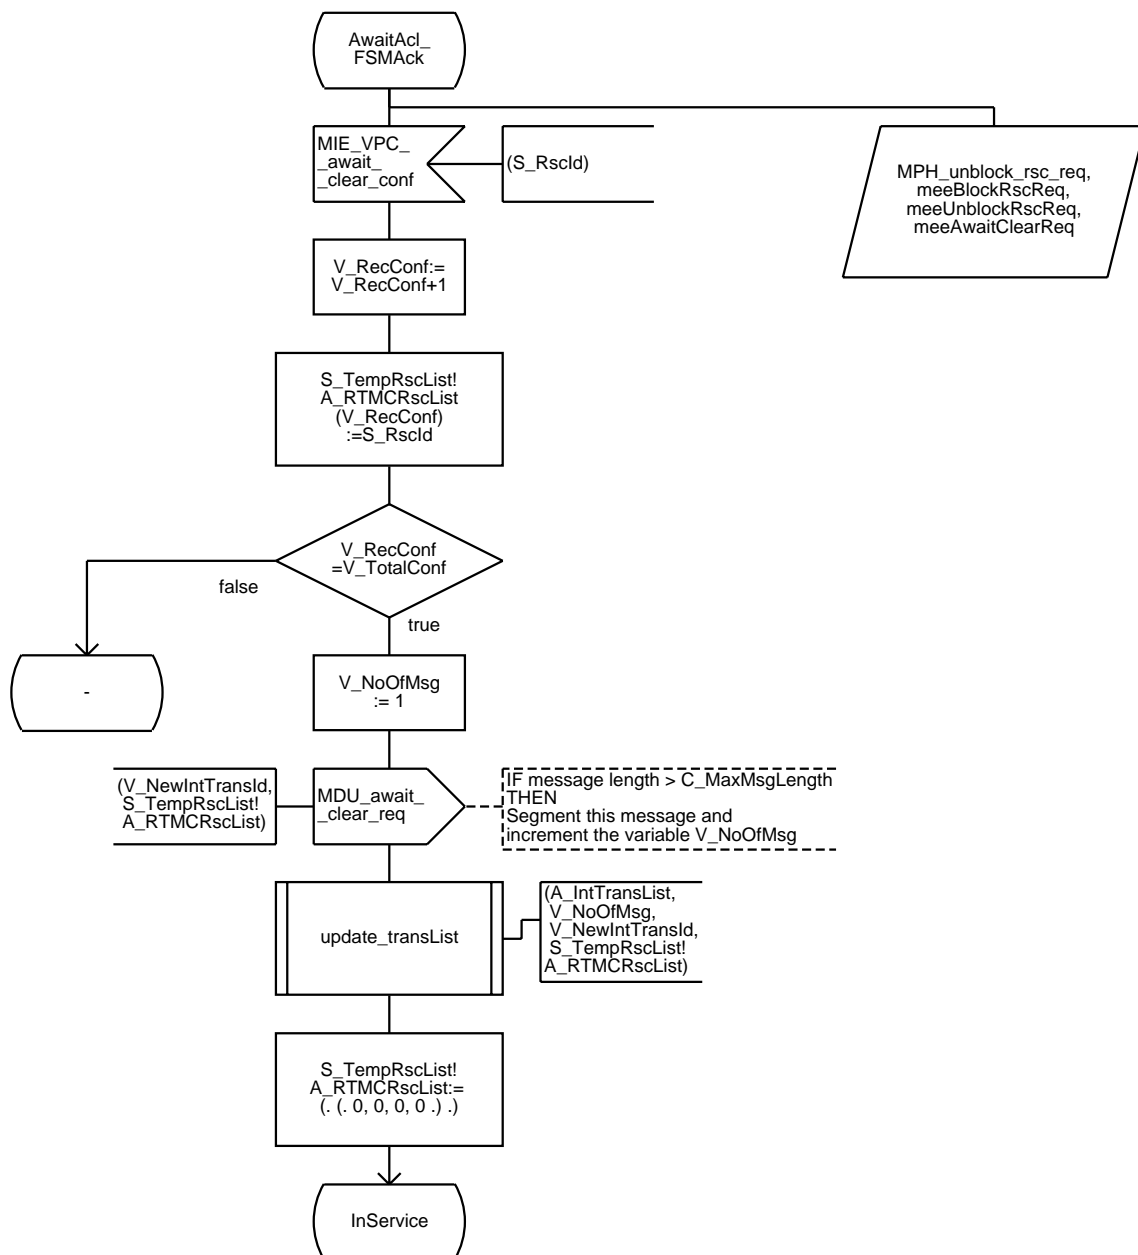 AwaitAcl_
FSMAck
MIE_VPC_
_await_
_clear_conf
(S_RscId)
MPH_unblock_rsc_req,
meeBlockRscReq,
meeUnblockRscReq,
meeAwaitClearReq
V_RecConf:=
V_RecConf+1
S_TempRscList!
A_RTMCRscList
(V_RecConf)
:=S_RscId
V_RecConf
=V_TotalConf
false
true
-
V_NoOfMsg
:= 1
(V_NewIntTransId,
S_TempRscList!
A_RTMCRscList)
MDU_await_
_clear_req
IF message length > C_MaxMsgLength
THEN
Segment this message and
increment the variable V_NoOfMsg
update_transList
(A_IntTransList,
V_NoOfMsg,
V_NewIntTransId,
S_TempRscList!
A_RTMCRscList)
S_TempRscList!
A_RTMCRscList:=
(. (. 0, 0, 0, 0 .) .)
InService